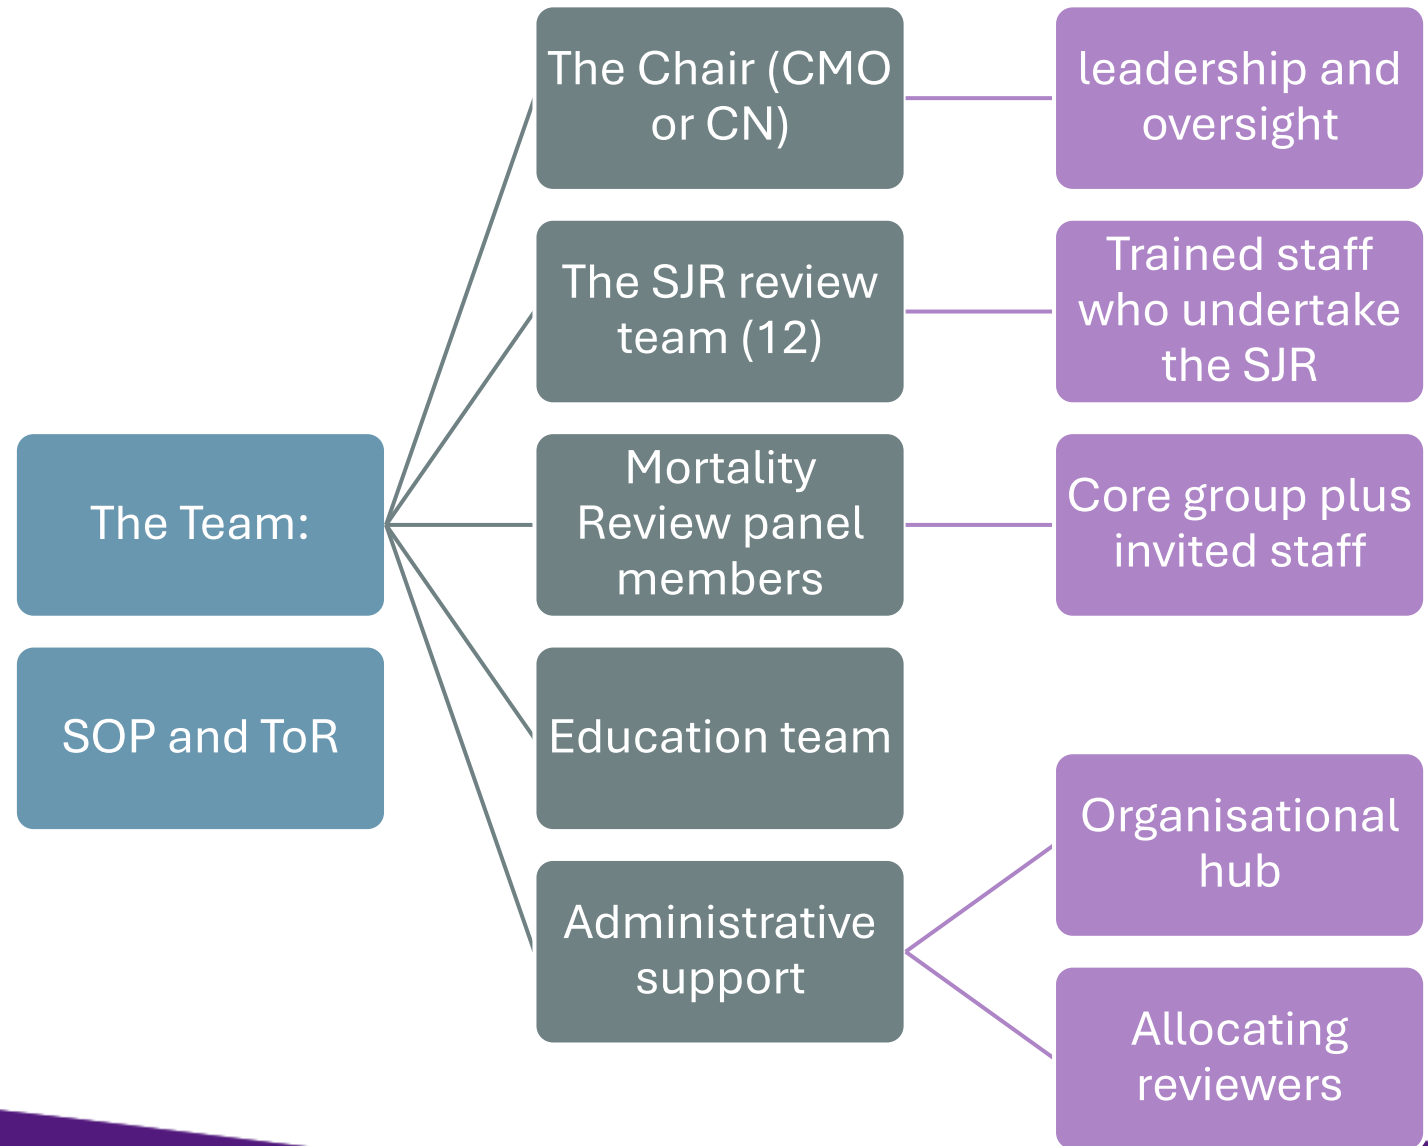 The Team:
SOP and ToR
The Chair (CMO
or CN)
The SJR review
team (12)
Mortality
Review panel
members
Education team
Administrative
support
leadership and
oversight
Trained staff
who undertake
the SJR
Core group plus
invited staff
Organisational
hub
Allocating
reviewers